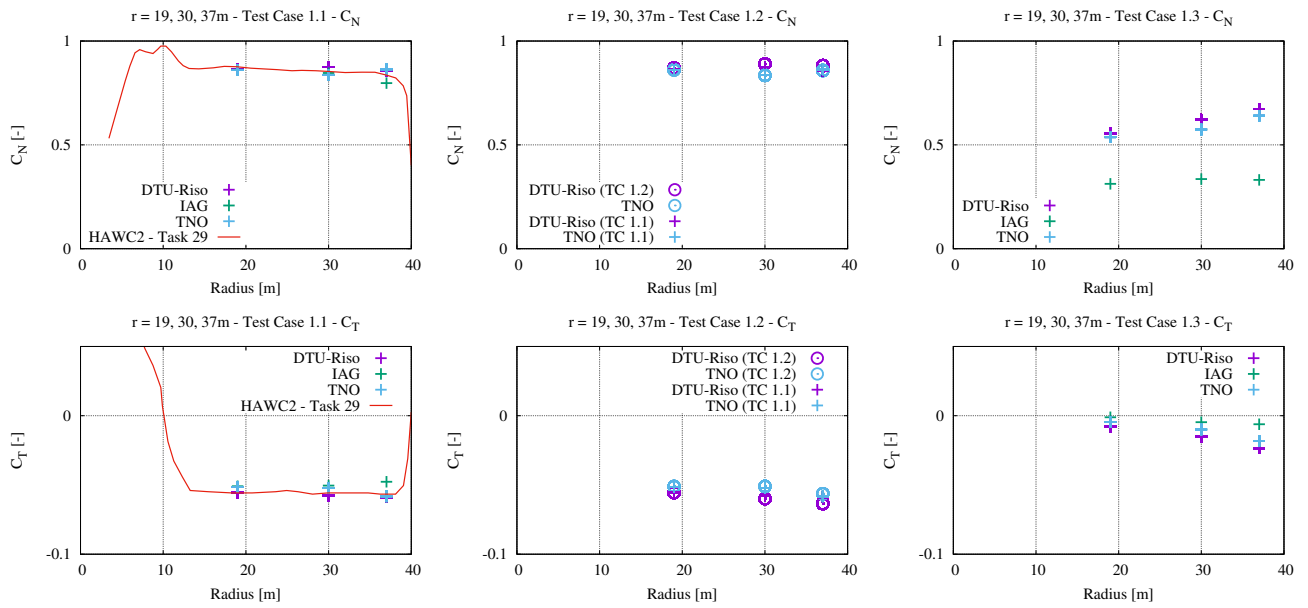 r = 19, 30, 37m - Test Case 1.1 - C_N
1
0.5
0
C_N [-]
DTU-Riso
IAG
TNO
HAWC2 - Task 29
0 10 20 30 40
Radius [m]
r = 19, 30, 37m - Test Case 1.2 - C_N
1
0.5
0
C_N [-]
DTU-Riso (TC 1.2)
TNO
DTU-Riso (TC 1.1)
TNO (TC 1.1)
0 10 20 30 40
Radius [m]
r = 19, 30, 37m - Test Case 1.3 - C_N
1
0.5
0
C_N [-]
DTU-Riso
IAG
TNO
0 10 20 30 40
Radius [m]
r = 19, 30, 37m - Test Case 1.1 - C_T
0
-0.1
C_T [-]
DTU-Riso
IAG
TNO
HAWC2 - Task 29
0 10 20 30 40
Radius [m]
r = 19, 30, 37m - Test Case 1.2 - C_T
0
-0.1
C_T [-]
DTU-Riso (TC 1.2)
TNO (TC 1.2)
DTU-Riso (TC 1.1)
TNO (TC 1.1)
0 10 20 30 40
Radius [m]
r = 19, 30, 37m - Test Case 1.3 - C_T
0
-0.1
C_T [-]
DTU-Riso
IAG
TNO
0 10 20 30 40
Radius [m]